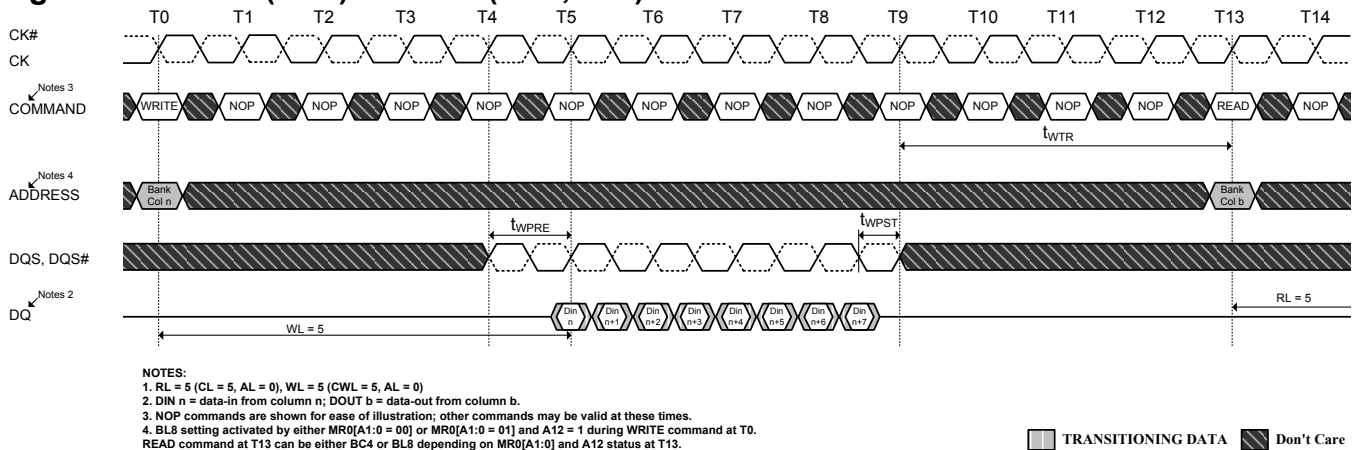 T0 T1 T2 T3 T4 T5 T6 T7 T8 T9 T10 T11 T12 T13 T14
CK#
CK
Notes 3
COMMAND
WRITE NOP NOP NOP NOP NOP NOP NOP NOP NOP NOP NOP NOP READ NOP
tWTR
Notes 4
ADDRESS
Bank Bank
Col n Col b
tWPRE tWPST
DQS, DQS#
Notes 2
DQ
Din Din Din Din Din Din Din Din
n n+1 n+2 n+3 n+4 n+5 n+6 n+7
RL = 5
WL = 5
NOTES:
1. RL = 5 (CL = 5, AL = 0), WL = 5 (CWL = 5, AL = 0)
2. DIN n = data-in from column n; DOUT b = data-out from column b.
3. NOP commands are shown for ease of illustration; other commands may be valid at these times.
4. BL8 setting activated by either MR0[A1:0 = 00] or MR0[A1:0 = 01] and A12 = 1 during WRITE command at T0.
READ command at T13 can be either BC4 or BL8 depending on MR0[A1:0] and A12 status at T13.
TRANSITIONING DATA Don't Care